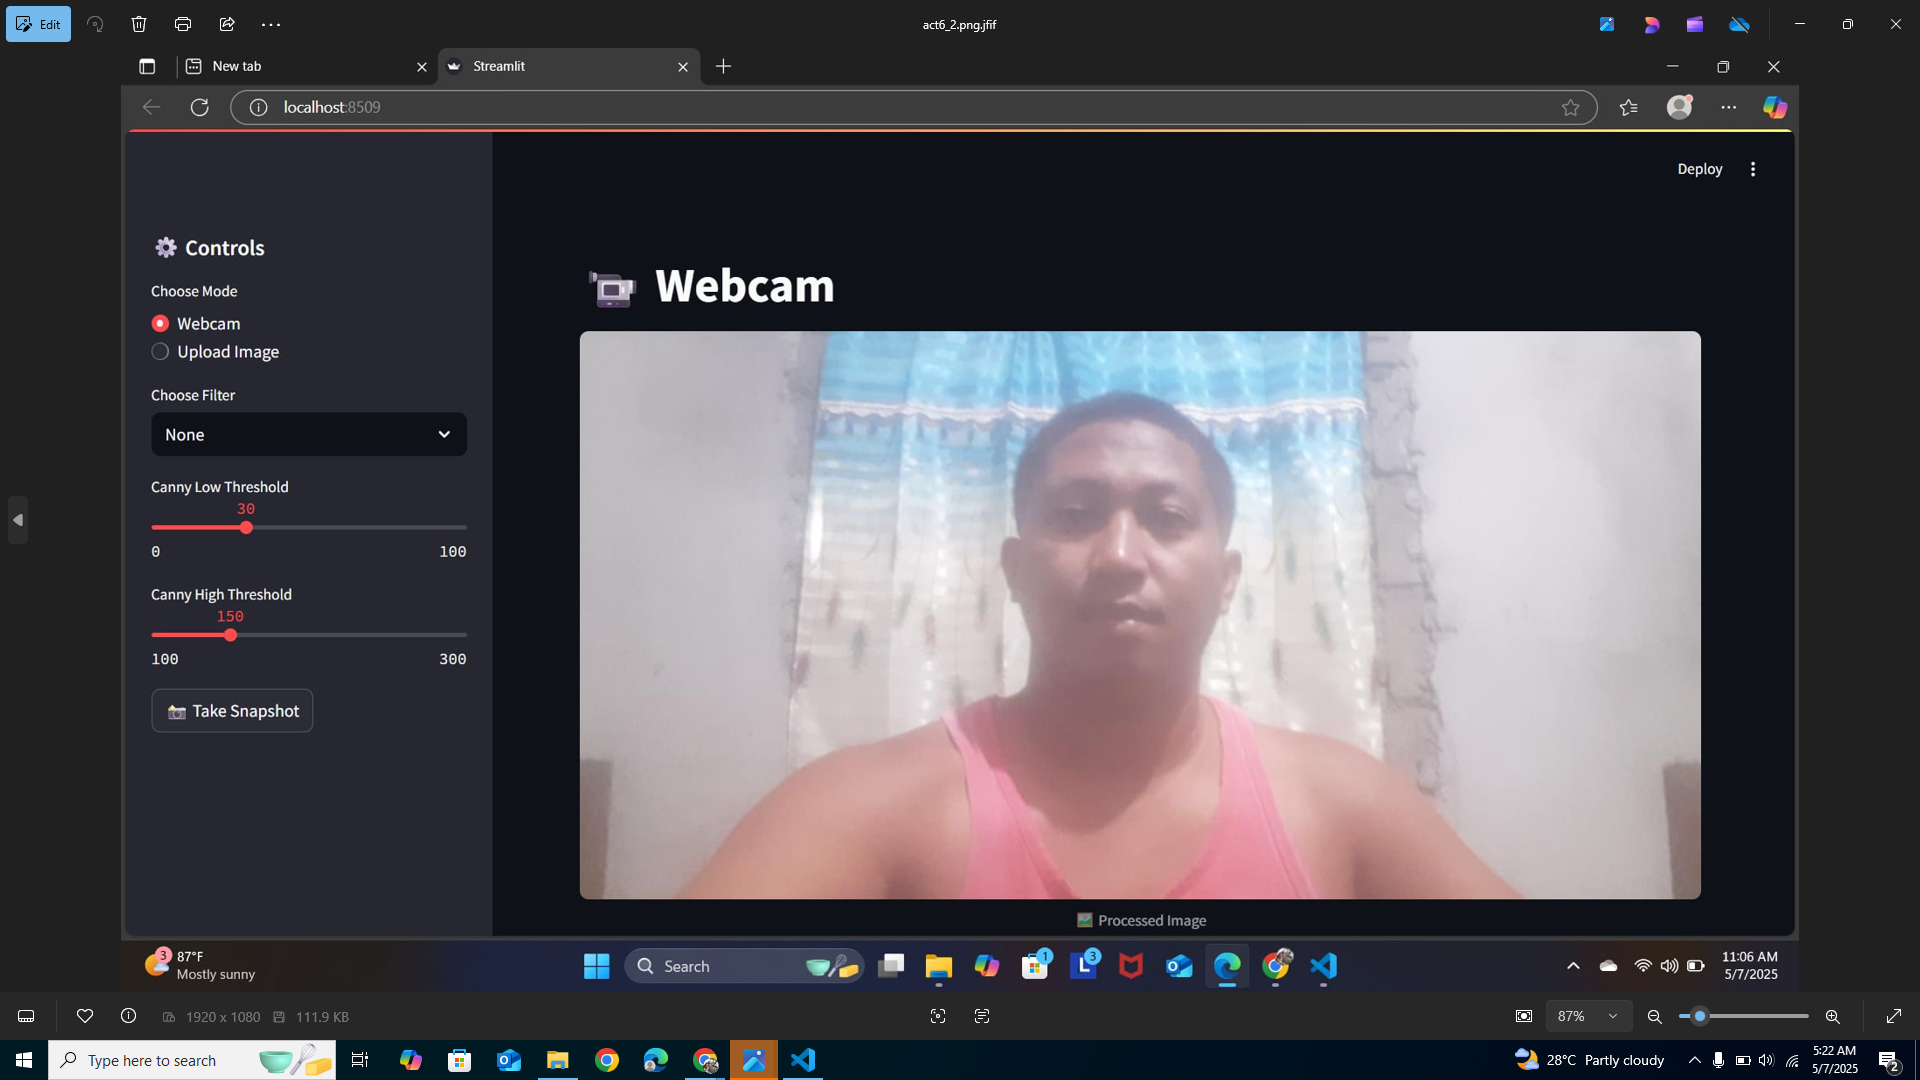 Edit
act6_2.png.jfif
New tab
Streamlit
localhost:8509
Deploy
Controls
Choose Mode
Webcam
Upload Image
Choose Filter
None
Canny Low Threshold
30
0 100
Canny High Threshold
150
100 300
Take Snapshot
Webcam
Processed Image
3
87°F
Mostly sunny
Search
1
L
3
11:06 AM
5/7/2025
1920 x 1080 111.9 KB
87%
Type here to search
28°C Partly cloudy
5:22 AM
5/7/2025
2